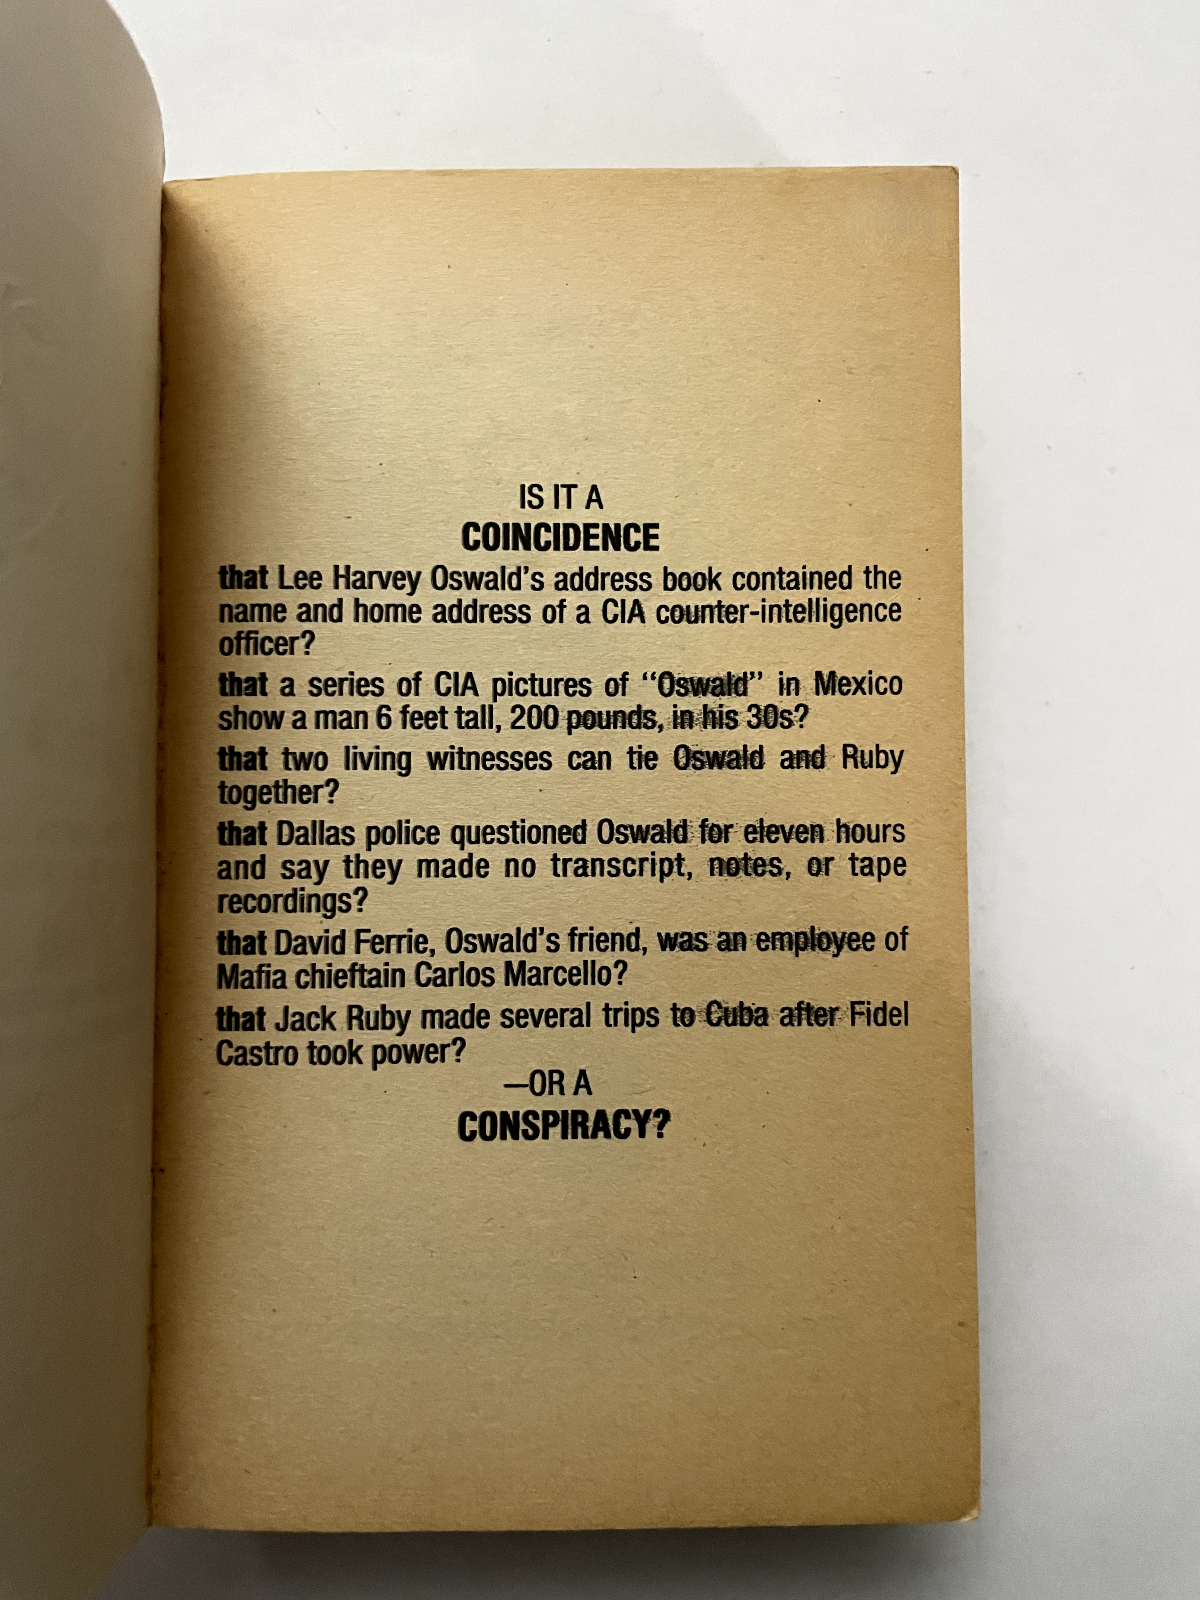 IS IT A
COINCIDENCE
that Lee Harvey Oswald's address book contained the
name and home address of a CIA counter-intelligence
officer?
that a series of CIA pictures of "Oswald" in Mexico
show a man 6 feet tall, 200 pounds, in his 30s?
that two living witnesses can tie Oswald and Ruby
together?
that Dallas police questioned Oswald for eleven hours
and say they made no transcript, notes, or tape
recordings?
that David Ferrie, Oswald's friend, was an employee of
Mafia chieftain Carlos Marcello?
that Jack Ruby made several trips to Cuba after Fidel
Castro took power?
—OR A
CONSPIRACY?